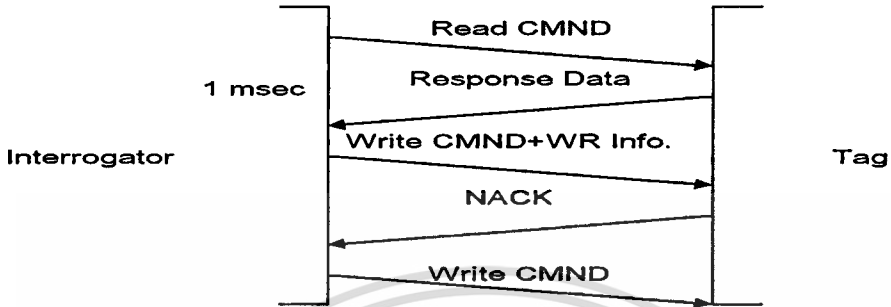 Read CMND
Response Data
1 msec
Write CMND+WR Info.
Interrogator
Tag
NACK
Write CMND